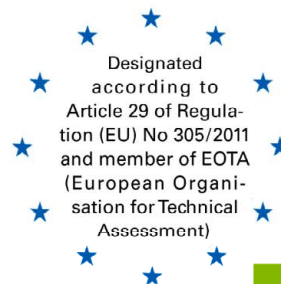 Designated
according to
Article 29 of Regula-
tion (EU) No 305/2011
and member of EOTA
(European Organi-
sation for Technical
Assessment)